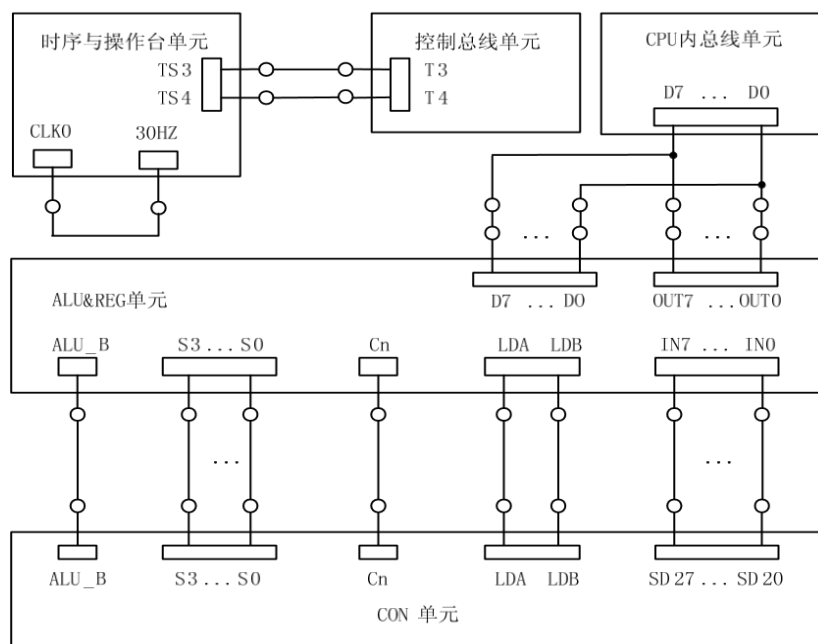 时序与操作台单元
控制总线单元
CPU内总线单元
TS3
T3
TS4
T4
D7 ... D0
CLK0
30HZ
...
...
ALU&REG单元
D7 ... D0
OUT7 ... OUT0
ALU_B
S3...S0
Cn
LDA
LDB
IN7 ... IN0
...
...
ALU_B
S3...S0
Cn
LDA
LDB
SD27... SD20
CON 单元